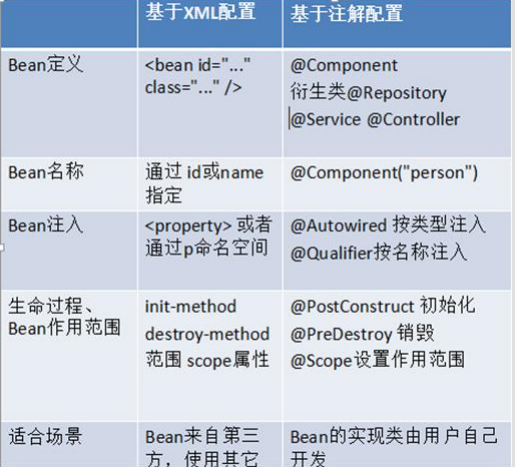 基于XML配置
基于注解配置
Bean定义
<bean id="..."
class="..." />
@Component
衍生类@Repository
@Service @Controller
Bean名称
通过 id或name
指定
@Component("person")
Bean注入
<property> 或者
通过p命名空间
@Autowired 按类型注入
@Qualifier按名称注入
生命过程、
Bean作用范围
init-method
destroy-method
范围 scope属性
@PostConstruct 初始化
@PreDestroy 销毁
@Scope设置作用范围
适合场景
Bean来自第三
方，使用其它
Bean的实现类由用户自己
开发